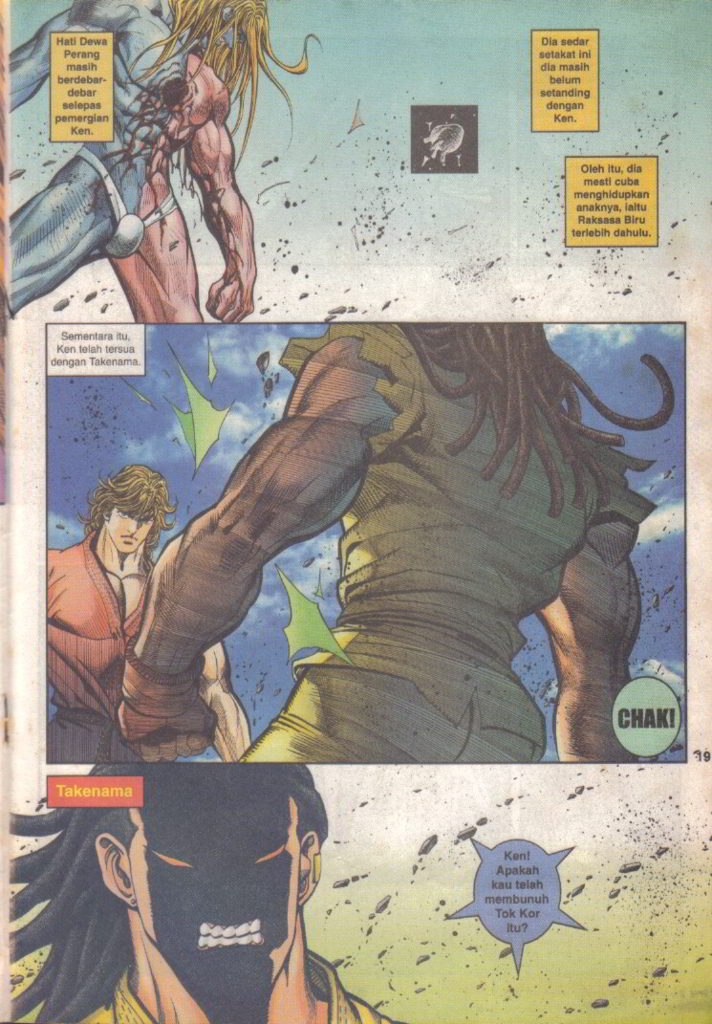 Hati Dewa
Perang
masih
berdebar-
debar
selepas
pemergian
Ken.
Dia sedar
setakat ini
dia masih
belum
setanding
dengan
Ken.
Oleh itu, dia
mesti cuba
menghidupkan
anaknya, iaitu
Raksasa Biru
terlebih dahulu.
Sementara itu,
Ken telah tersua
dengan Takenama.
CHAK!
19
Takenama
Ken!
Apakah
kau telah
membunuh
Tok Kor
itu?